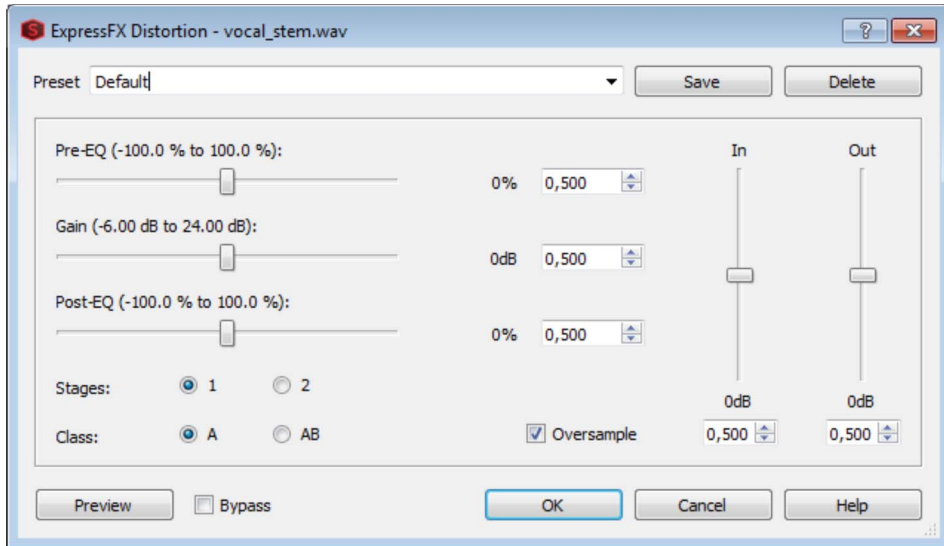 ExpressFX Distortion - vocal_stem.wav
Preset Default Save Delete
Pre-EQ (-100.0 % to 100.0 %): In Out
0% 0,500
Gain (-6.00 dB to 24.00 dB):
0dB 0,500
Post-EQ (-100.0 % to 100.0 %):
0% 0,500
Stages: 1 2
0dB 0dB
Class: A AB Oversample 0,500 0,500
Preview Bypass OK Cancel Help